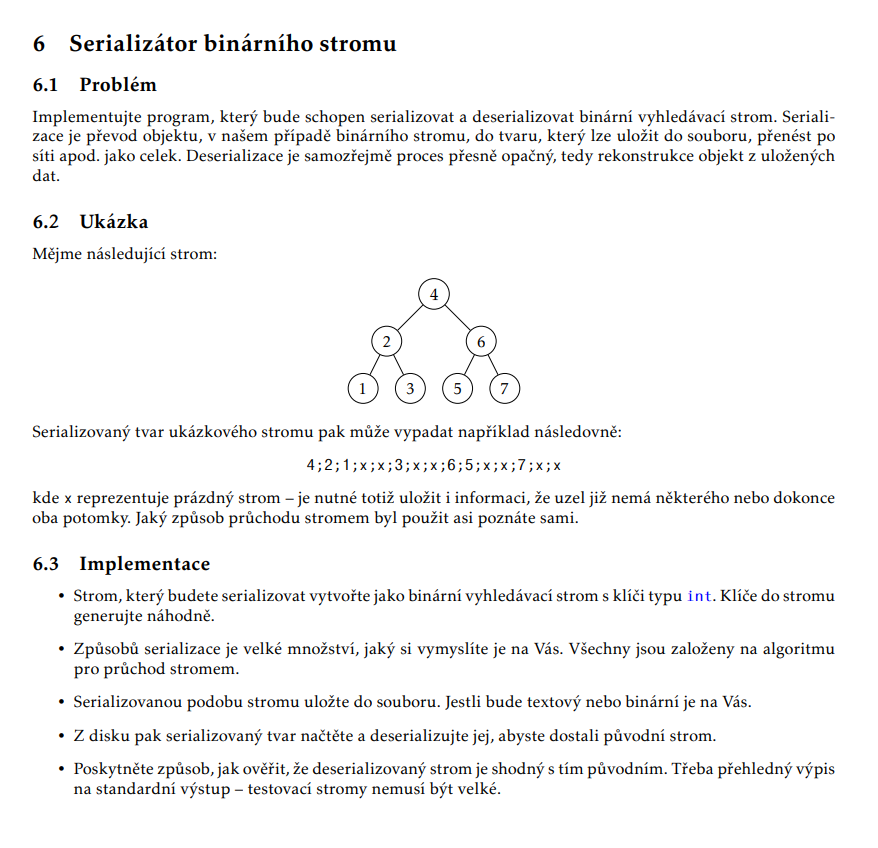 6 Serializátor binárního stromu
6.1 Problém
Implementujte program, který bude schopen serializovat a deserializovat binární vyhledávací strom. Seriali-
zace je převod objektu, v našem případě binárního stromu, do tvaru, který lze uložit do souboru, přenést po
síti apod. jako celek. Deserializace je samozřejmě proces přesně opačný, tedy rekonstrukce objekt z uložených
dat.
6.2 Ukázka
Mějme následující strom:
4
2 6
1 3 5 7
Serializovaný tvar ukázkového stromu pak může vypadat například následovně:
4;2;1;x;x;3;x;x;6;5;x;x;7;x;x
kde x reprezentuje prázdný strom – je nutné totiž uložit i informaci, že uzel již nemá některého nebo dokonce
oba potomky. Jaký způsob průchodu stromem byl použit asi poznáte sami.
6.3 Implementace
• Strom, který budete serializovat vytvořte jako binární vyhledávací strom s klíči typu int. Klíče do stromu
generujte náhodně.
• Způsobů serializace je velké množství, jaký si vymyslíte je na Vás. Všechny jsou založeny na algoritmu
pro průchod stromem.
• Serializovanou podobu stromu uložte do souboru. Jestli bude textový nebo binární je na Vás.
• Z disku pak serializovaný tvar načtěte a deserializujte jej, abyste dostali původní strom.
• Poskytněte způsob, jak ověřit, že deserializovaný strom je shodný s tím původním. Třeba přehledný výpis
na standardní výstup – testovací stromy nemusí být velké.